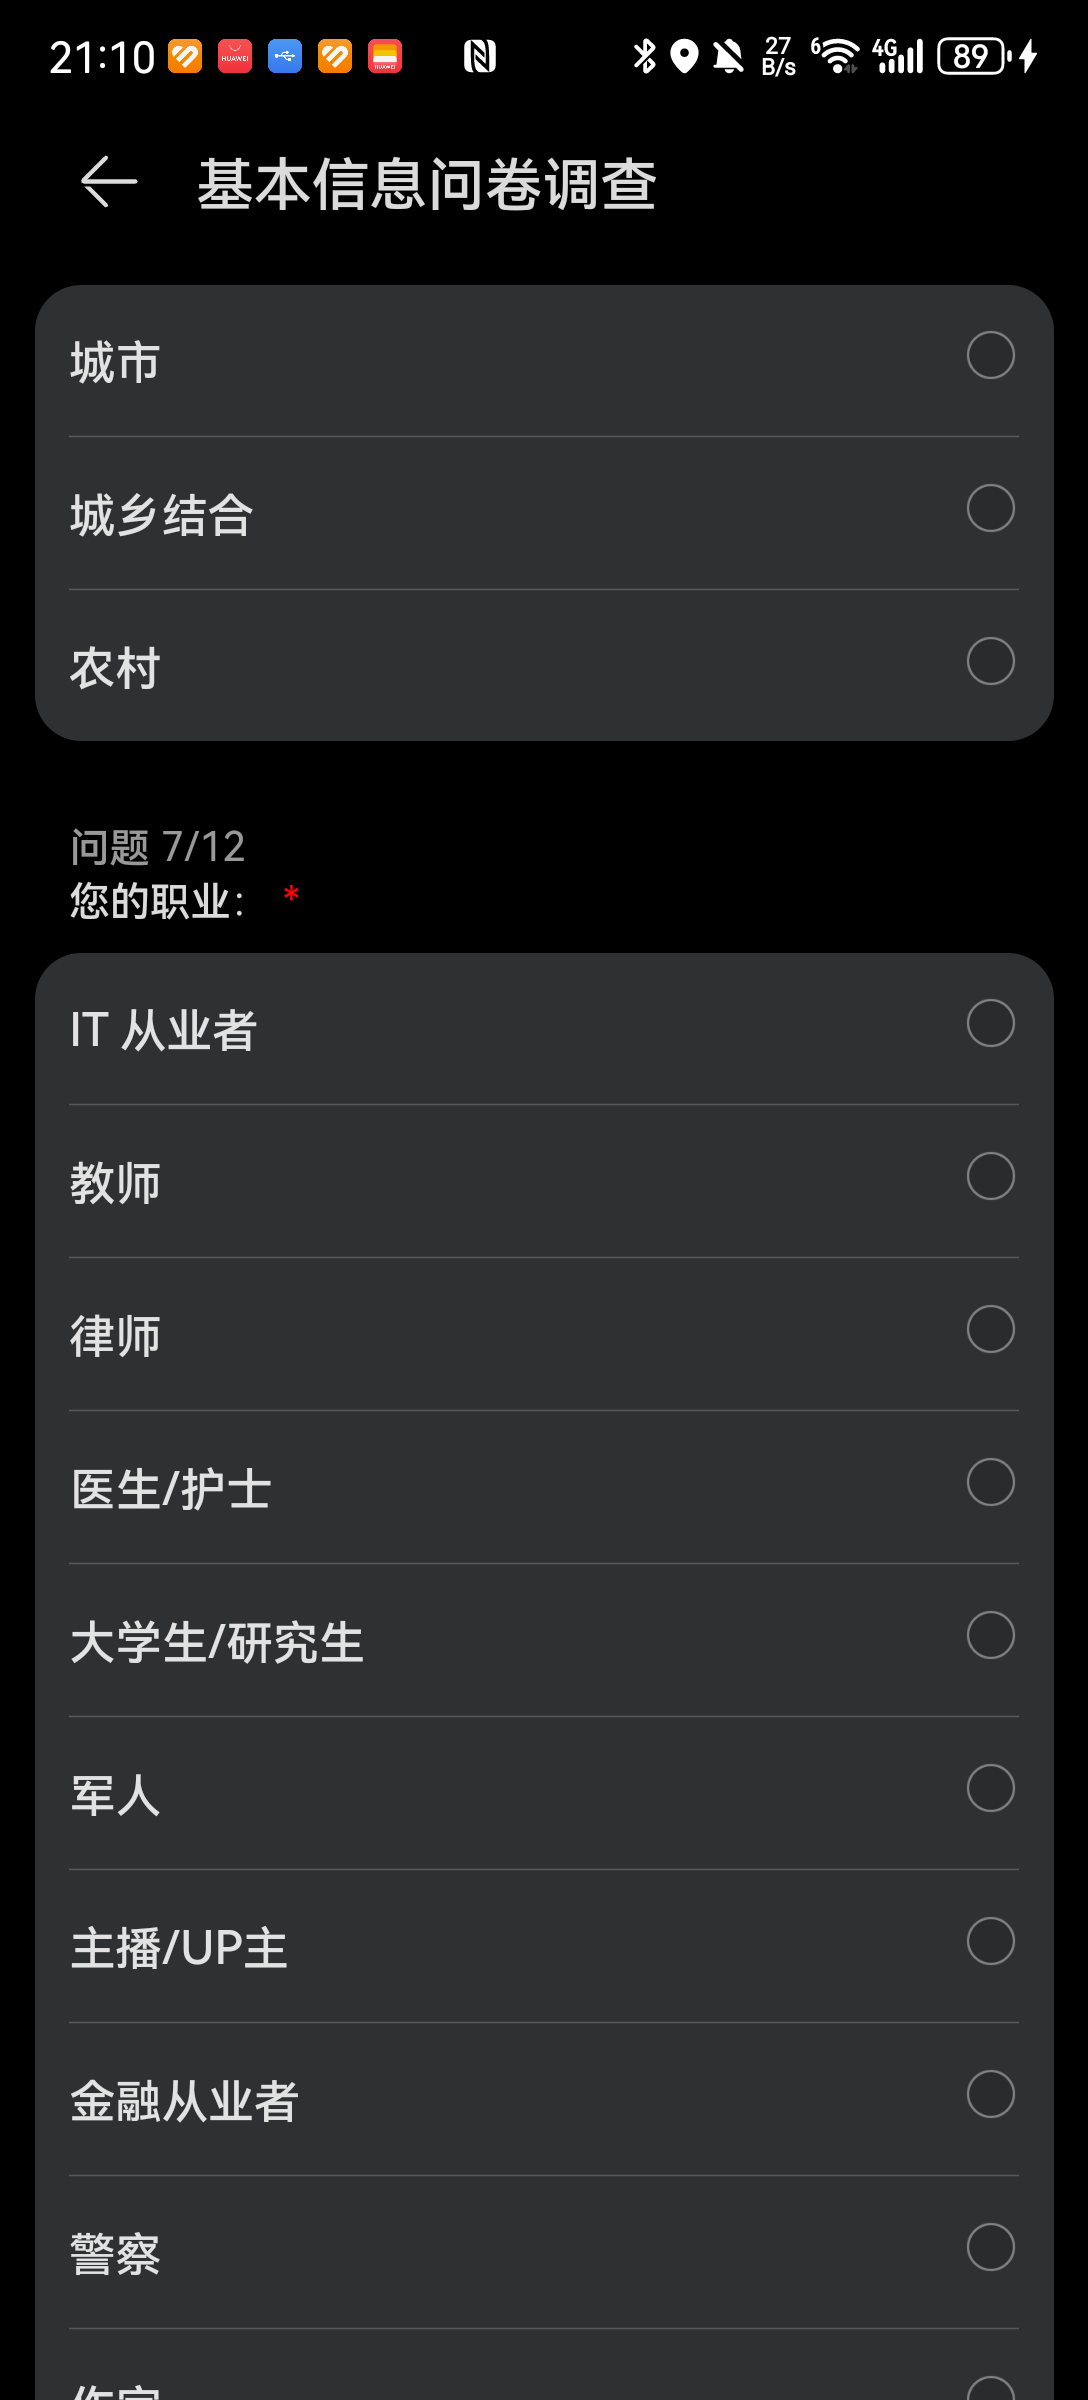 21:10
27
B/s
6
4G
89
基本信息问卷调查
城市
城乡结合
农村
问题 7/12
您的职业： *
IT 从业者
教师
律师
医生/护士
大学生/研究生
军人
主播/UP主
金融从业者
警察